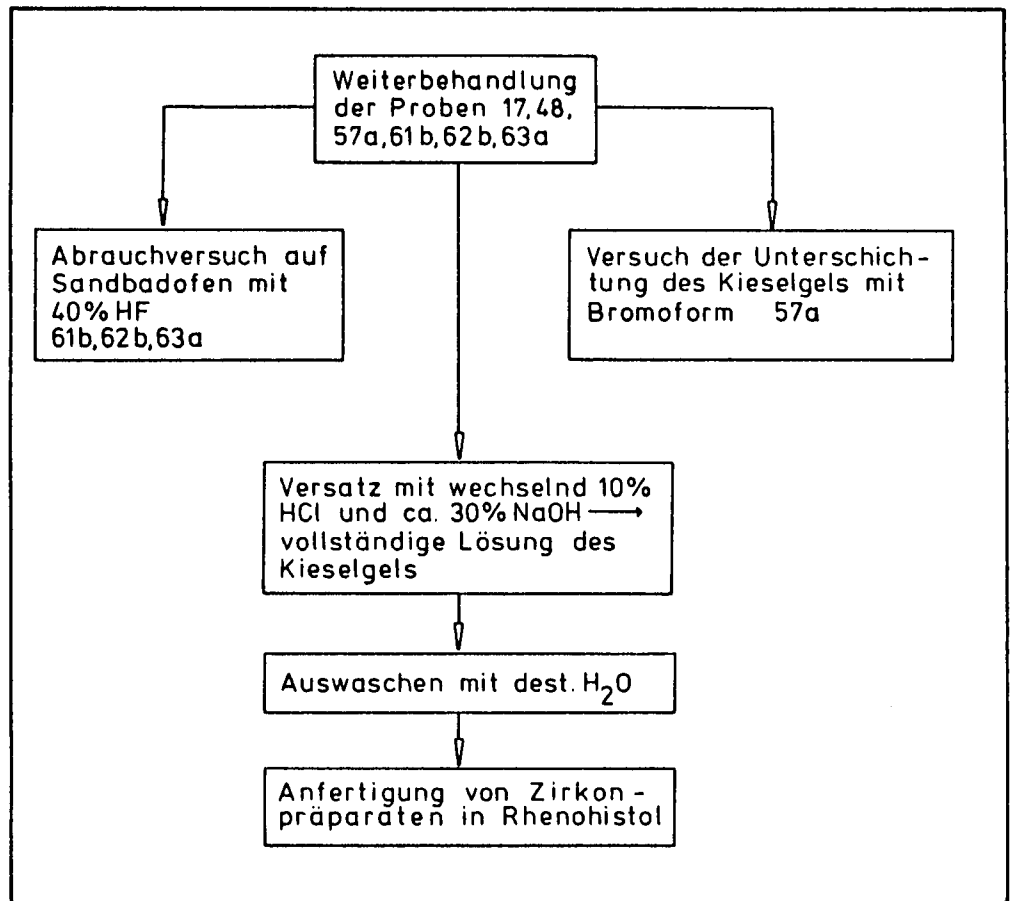 Weiterbehandlung
der Proben 17, 48,
57a, 61b, 62b, 63a
Abrauchversuch auf
Sandbadofen mit
40% HF
61b, 62b, 63a
Versuch der Unterschich-
tung des Kieselgels mit
Bromoform 57a
Versatz mit wechselnd 10%
HCl und ca. 30% NaOH →
vollständige Lösung des
Kieselgels
Auswaschen mit dest. H₂O
Anfertigung von Zirkon-
präparaten in Rhenohistol